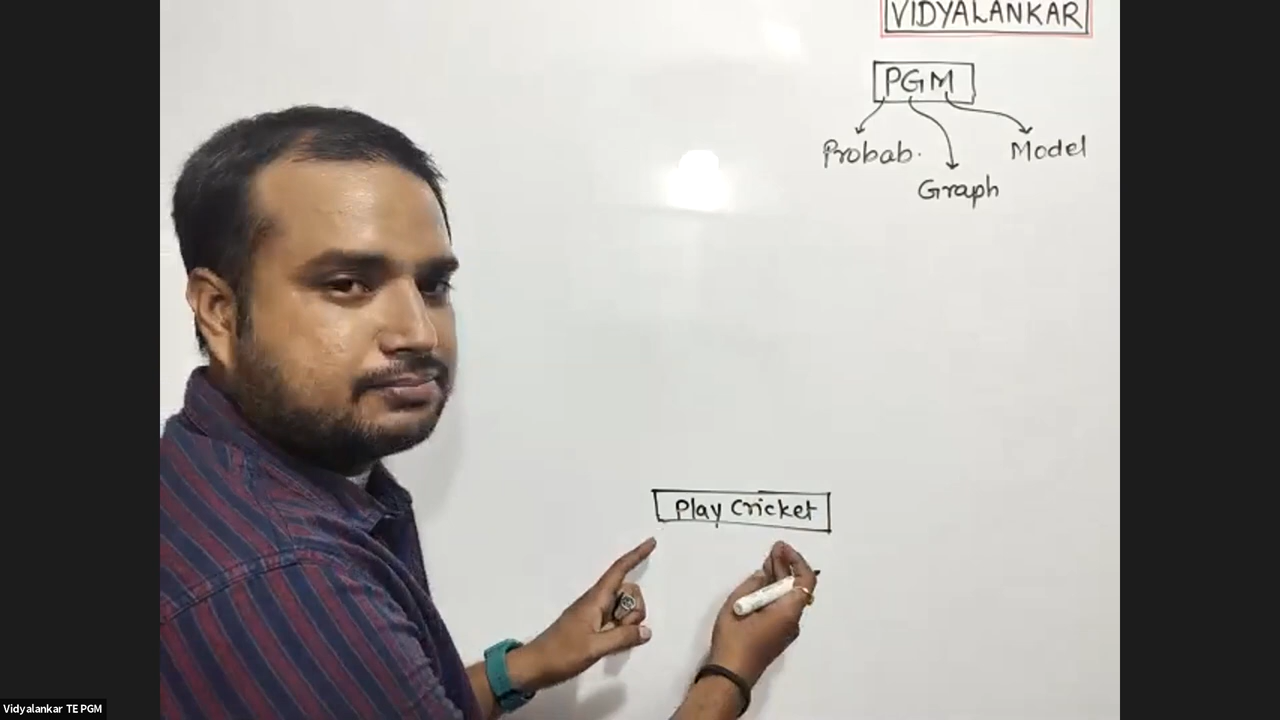 VIDYALANKAR
PGM
Probab.
Model
Graph
Play Cricket
Vidyalankar TE PGM